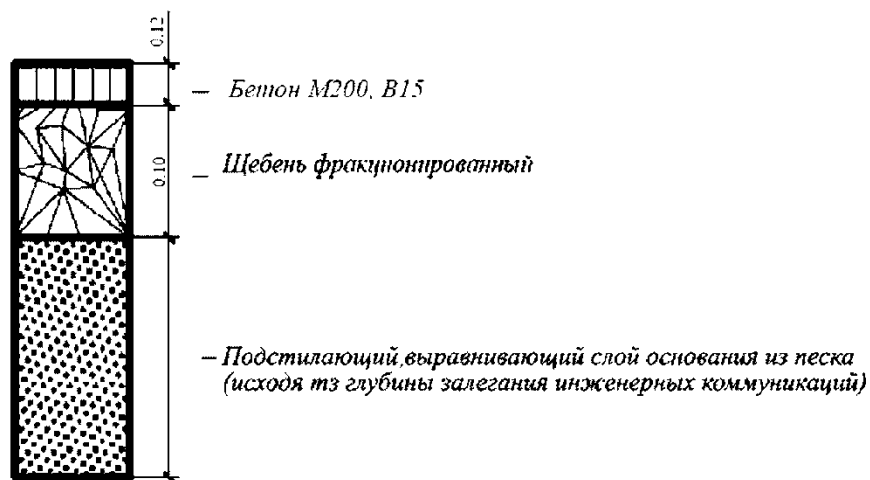 0.12
– Бетон М200, В15
0.10
– Щебень фракционированный
– Подстилающий,выравнивающий слой основания из песка
(исходя тз глубины залегания инженерных коммуникаций)